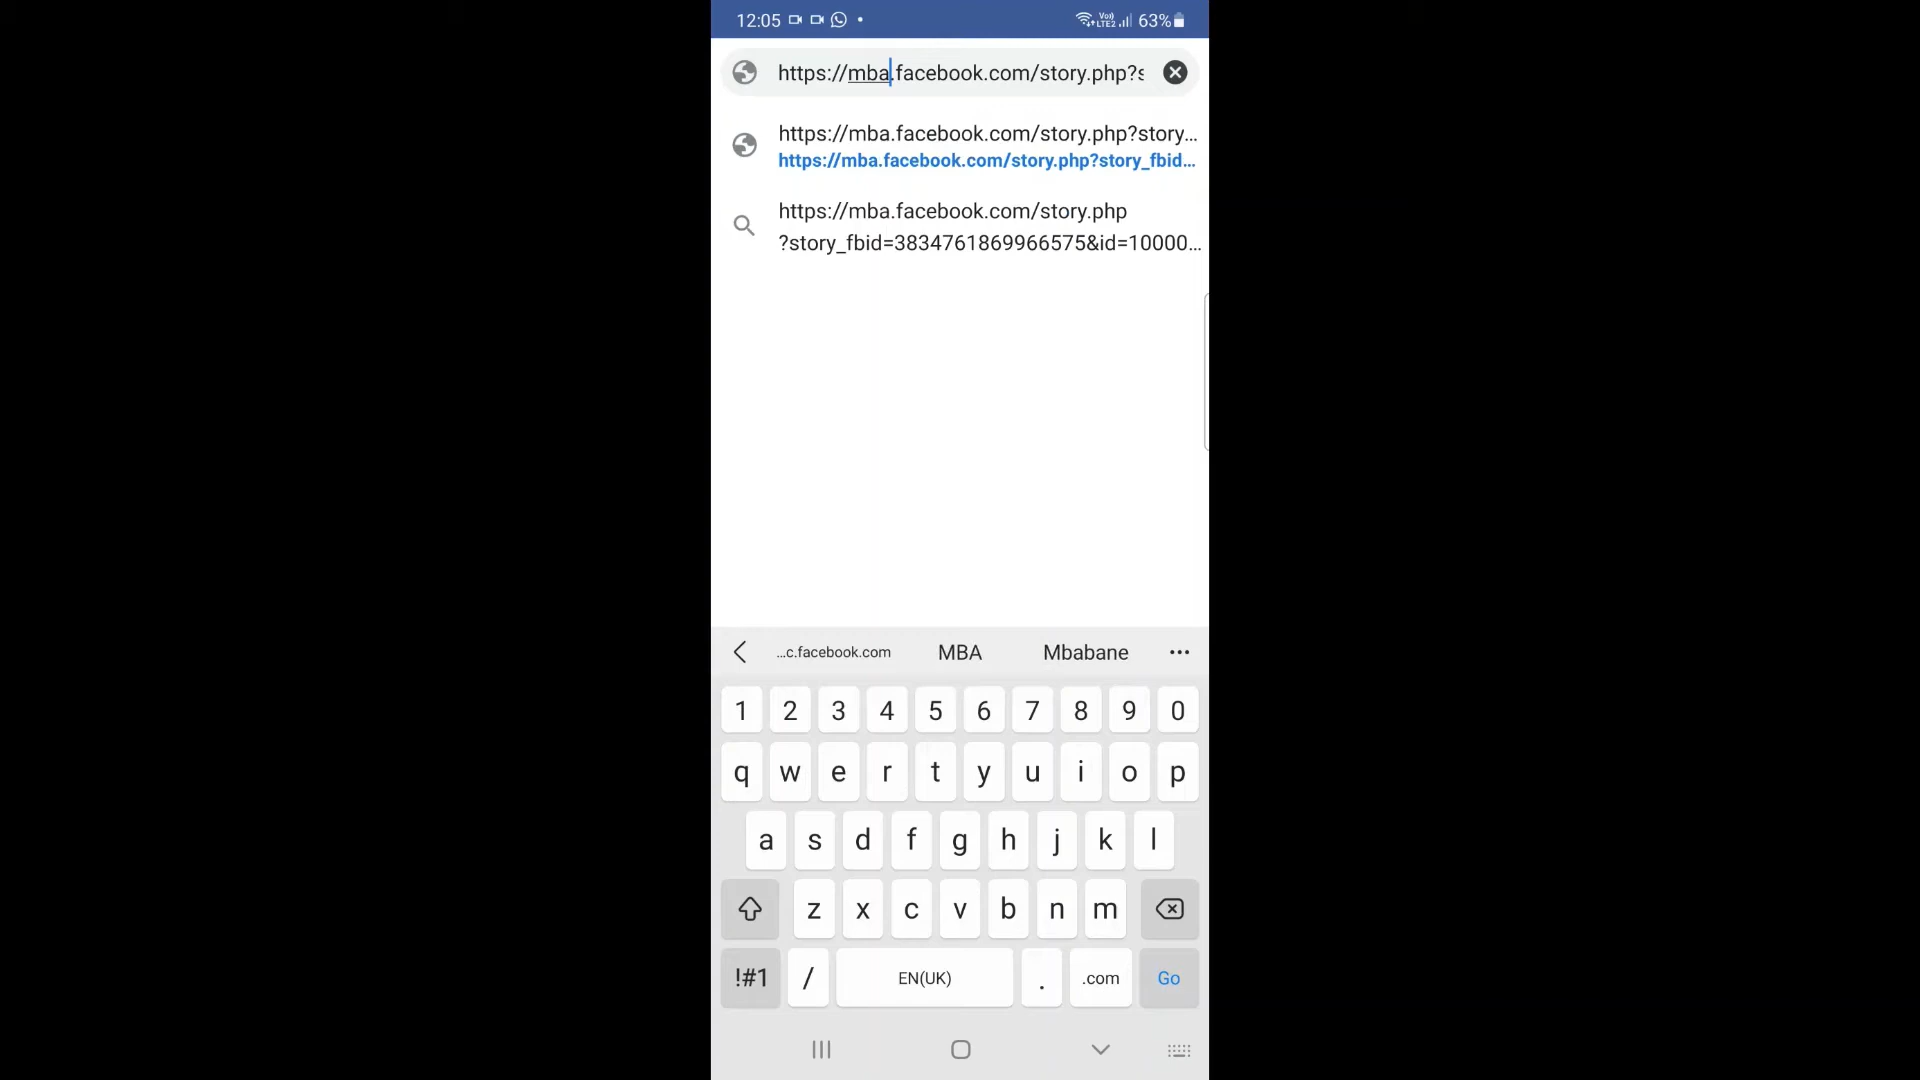 12:05 Vo) LTE2 63%
https://mba.facebook.com/story.php?s
https://mba.facebook.com/story.php?story...
https://mba.facebook.com/story.php?story_fbid...
https://mba.facebook.com/story.php
?story_fbid=3834761869966575&id=10000...
...c.facebook.com MBA Mbabane
1 2 3 4 5 6 7 8 9 0
q w e r t y u i o p
a s d f g h j k l
z x c v b n m
!#1 / EN(UK) . .com Go